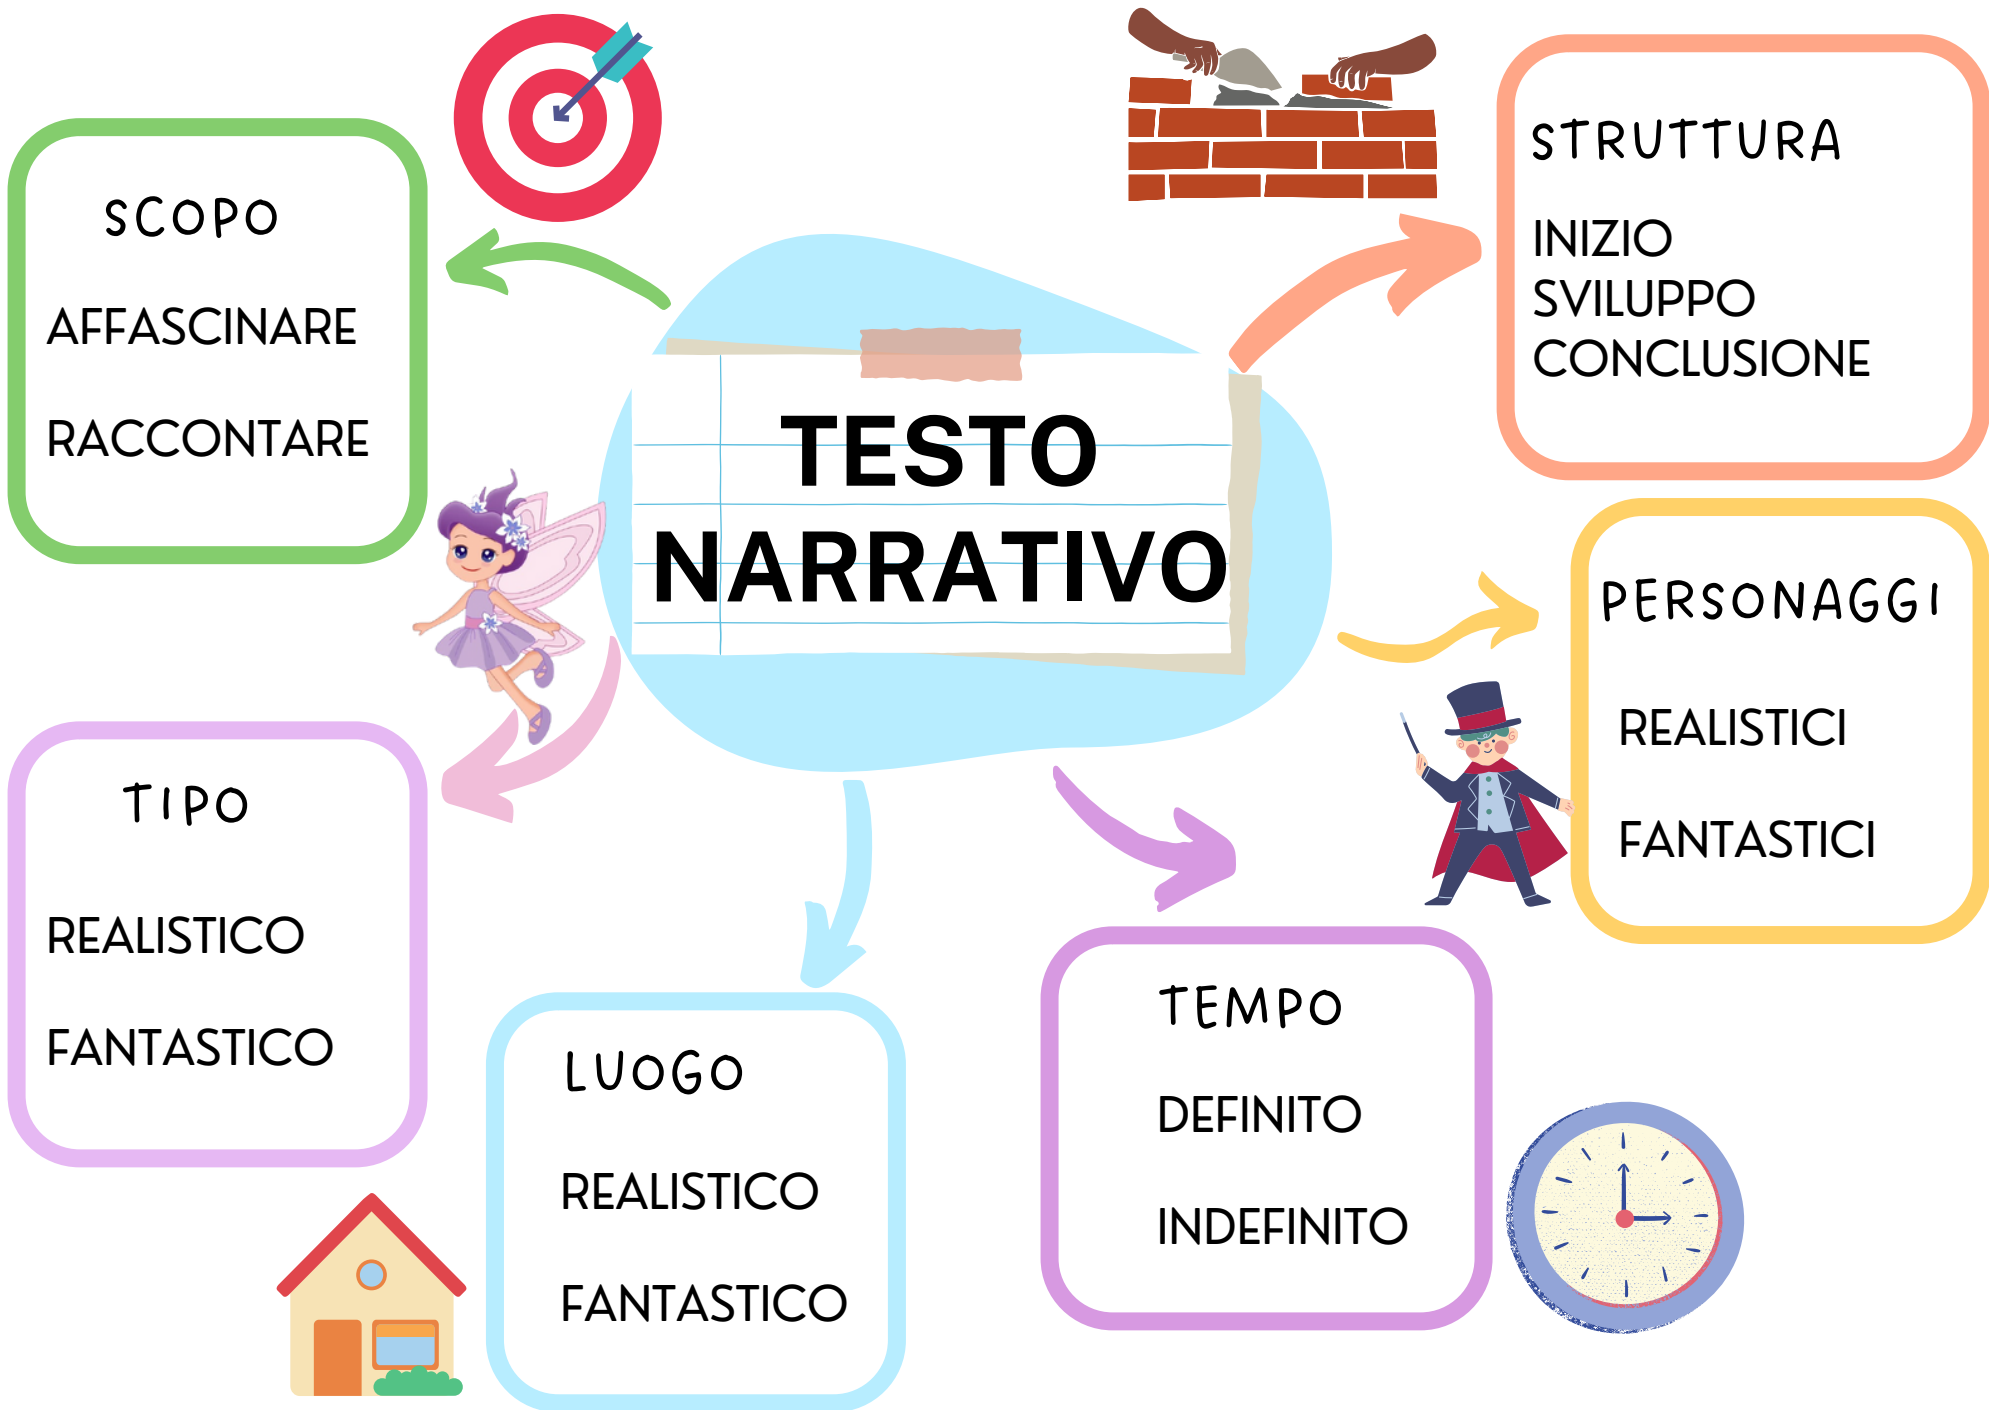 TESTO
NARRATIVO
SCOPO
AFFASCINARE
RACCONTARE
STRUTTURA
INIZIO
SVILUPPO
CONCLUSIONE
PERSONAGGI
REALISTICI
FANTASTICI
TIPO
REALISTICO
FANTASTICO
LUOGO
REALISTICO
FANTASTICO
TEMPO
DEFINITO
INDEFINITO